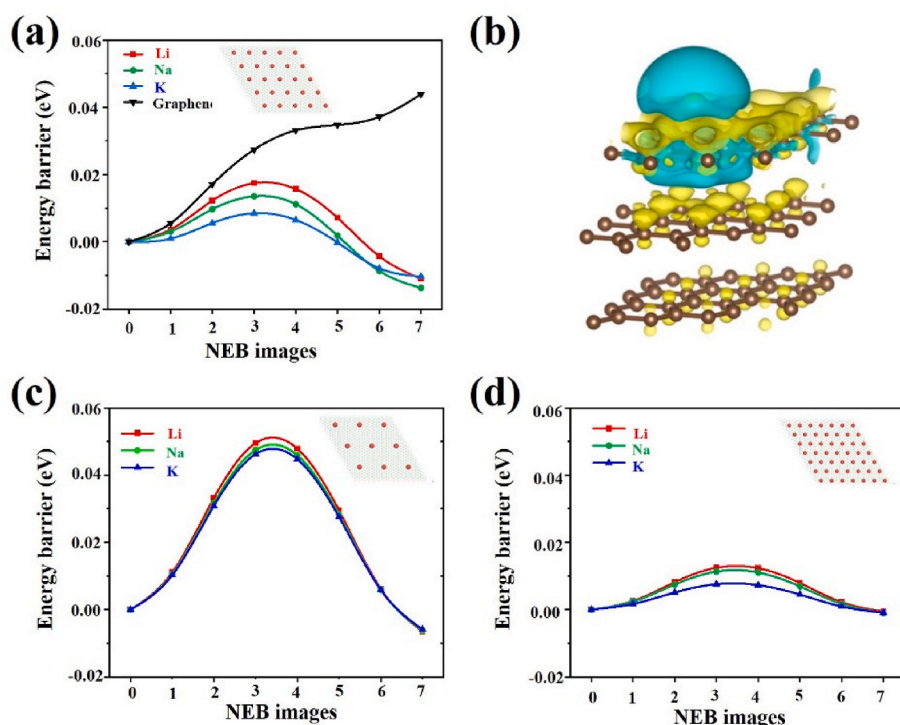 (a)
Energy barrier (eV)
0.06
0.04
0.02
0.00
-0.02
Li
Na
K
Graphen
0 1 2 3 4 5 6 7
NEB images
(b)
(c)
Energy barrier (eV)
0.06
0.04
0.02
0.00
-0.02
Li
Na
K
0 1 2 3 4 5 6 7
NEB images
(d)
Energy barrier (eV)
0.06
0.04
0.02
0.00
-0.02
Li
Na
K
0 1 2 3 4 5 6 7
NEB images